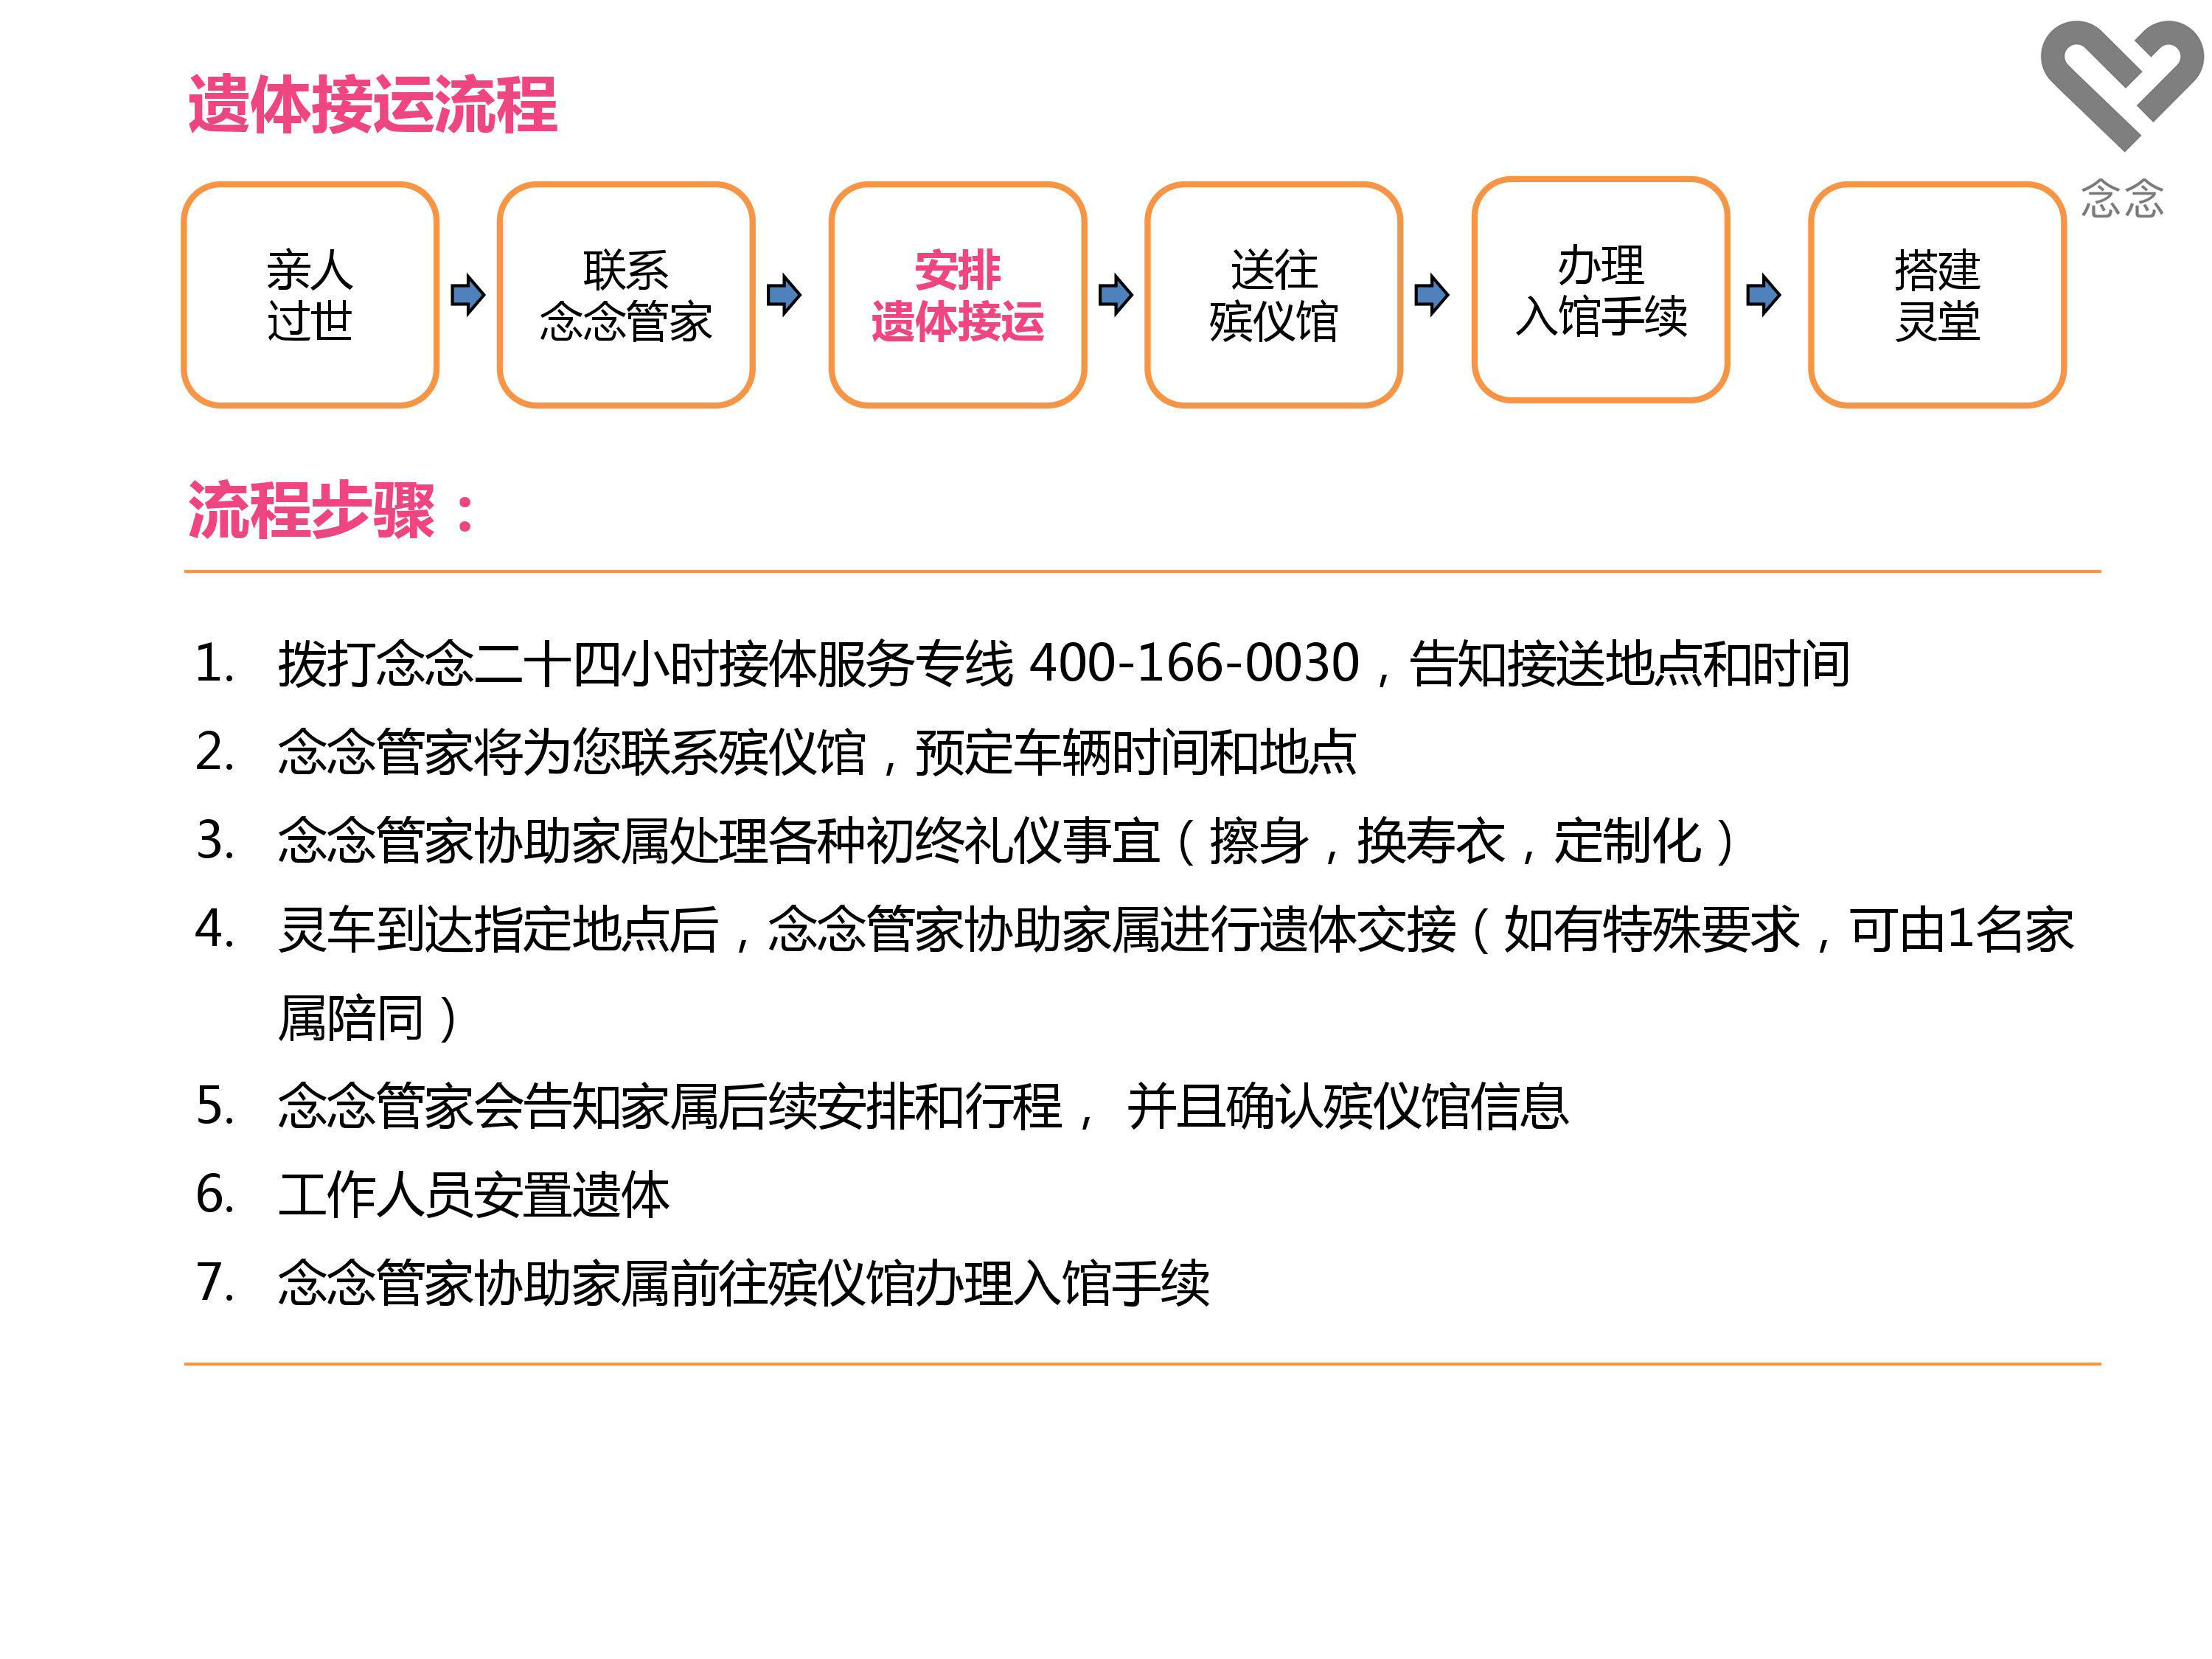 遗体接运流程
念念
亲人
过世
联系
念念管家
安排
遗体接运
送往
殡仪馆
办理
入馆手续
搭建
灵堂
流程步骤：
1. 拨打念念二十四小时接体服务专线 400-166-0030，告知接送地点和时间
2. 念念管家将为您联系殡仪馆，预定车辆时间和地点
3. 念念管家协助家属处理各种初终礼仪事宜（擦身，换寿衣，定制化）
4. 灵车到达指定地点后，念念管家协助家属进行遗体交接（如有特殊要求，可由1名家
属陪同）
5. 念念管家会告知家属后续安排和行程， 并且确认殡仪馆信息
6. 工作人员安置遗体
7. 念念管家协助家属前往殡仪馆办理入馆手续